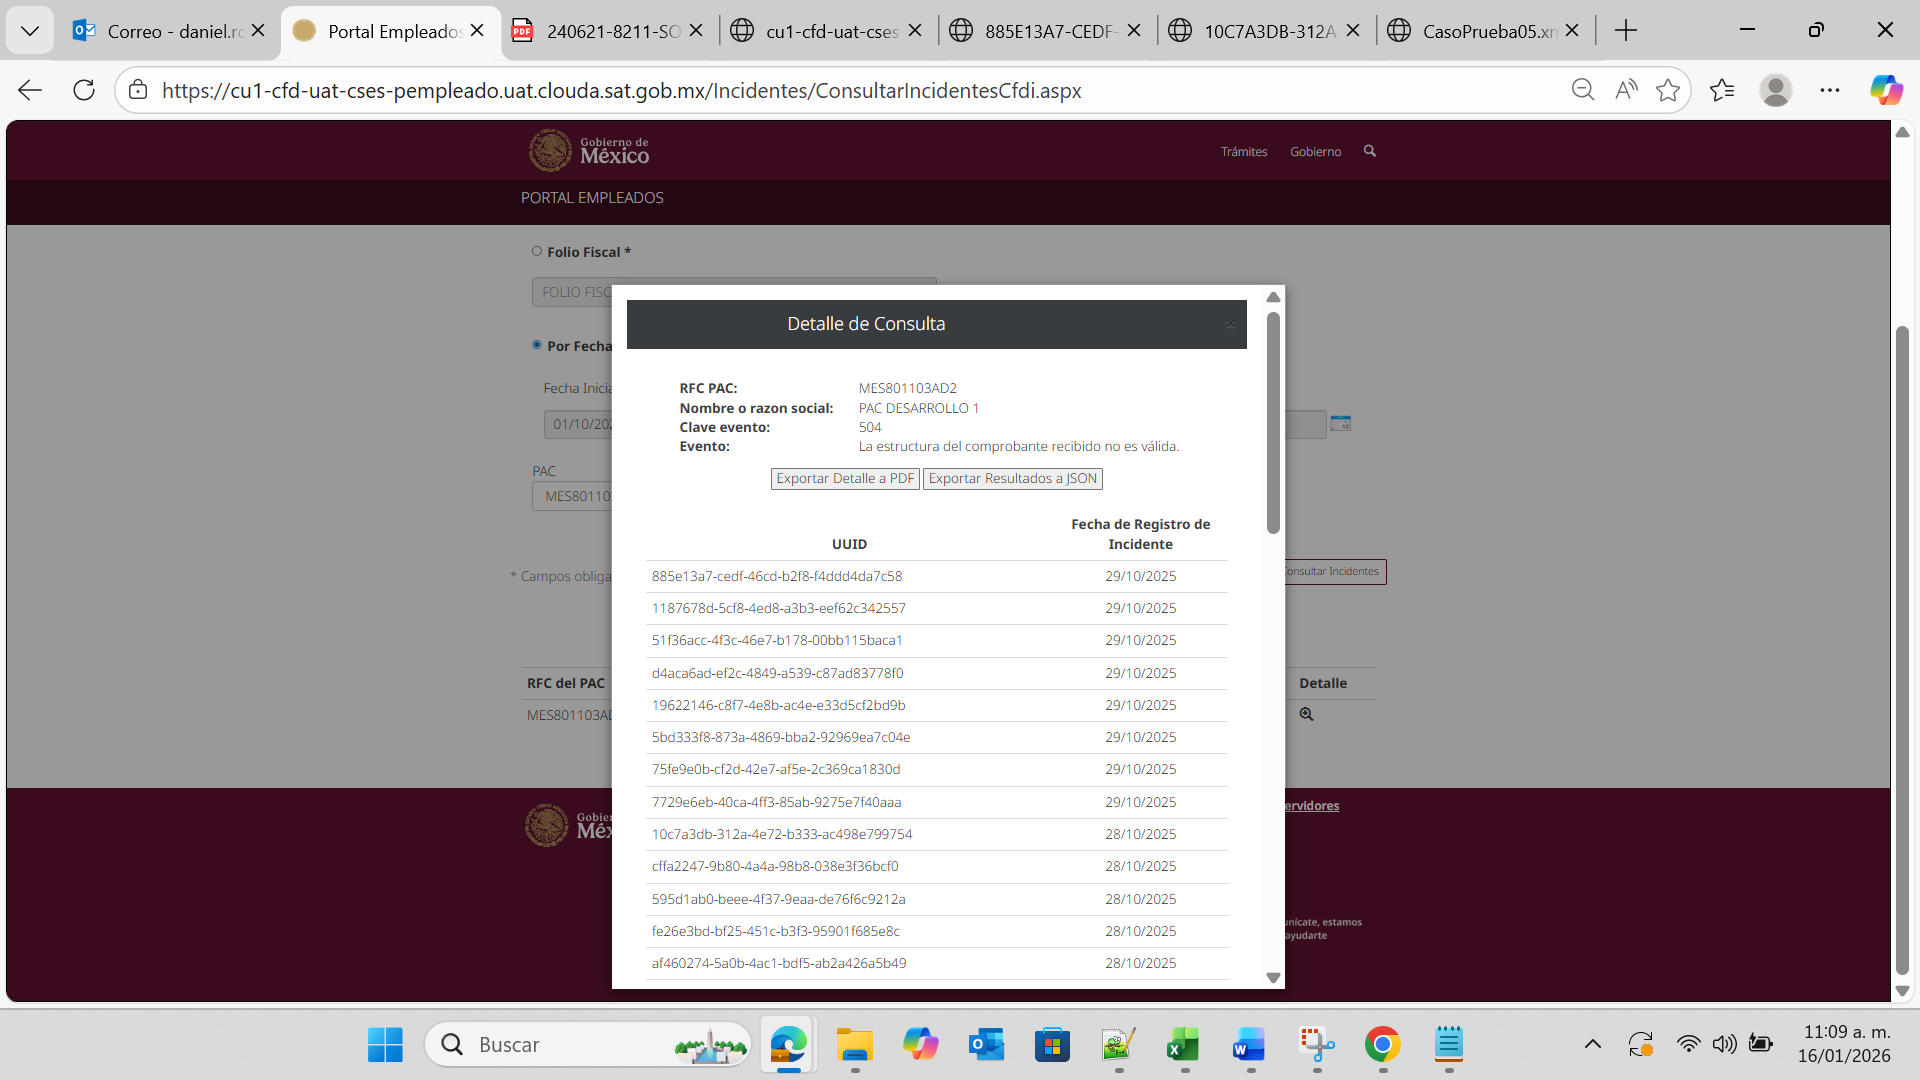 Correo - daniel.ro
Portal Empleados
240621-8211-SO
cu1-cfd-uat-cses
885E13A7-CEDF-
10C7A3DB-312A
CasoPrueba05.xm
https://cu1-cfd-uat-cses-pempleado.uat.clouda.sat.gob.mx/Incidentes/ConsultarIncidentesCfdi.aspx
Gobierno de
México
Trámites
Gobierno
PORTAL EMPLEADOS
Folio Fiscal *
FOLIO FISC
Por Fecha
Fecha Inicia
01/10/202
PAC
MES80110
* Campos obliga
Consultar Incidentes
RFC del PAC
Detalle
MES801103AD
Detalle de Consulta
×
RFC PAC: MES801103AD2
Nombre o razon social: PAC DESARROLLO 1
Clave evento: 504
Evento: La estructura del comprobante recibido no es válida.
Exportar Detalle a PDF Exportar Resultados a JSON
UUID
Fecha de Registro de
Incidente
885e13a7-cedf-46cd-b2f8-f4ddd4da7c58 29/10/2025
1187678d-5cf8-4ed8-a3b3-eef62c342557 29/10/2025
51f36acc-4f3c-46e7-b178-00bb115baca1 29/10/2025
d4aca6ad-ef2c-4849-a539-c87ad83778f0 29/10/2025
19622146-c8f7-4e8b-ac4e-e33d5cf2bd9b 29/10/2025
5bd333f8-873a-4869-bba2-92969ea7c04e 29/10/2025
75fe9e0b-cf2d-42e7-af5e-2c369ca1830d 29/10/2025
7729e6eb-40ca-4ff3-85ab-9275e7f40aaa 29/10/2025
10c7a3db-312a-4e72-b333-ac498e799754 28/10/2025
cffa2247-9b80-4a4a-98b8-038e3f36bcf0 28/10/2025
595d1ab0-beee-4f37-9eaa-de76f6c9212a 28/10/2025
fe26e3bd-bf25-451c-b3f3-95901f685e8c 28/10/2025
af460274-5a0b-4ac1-bdf5-ab2a426a5b49 28/10/2025
Gobier
Méx
ervidores
unícate, estamos
ayudarte
Buscar
11:09 a. m.
16/01/2026